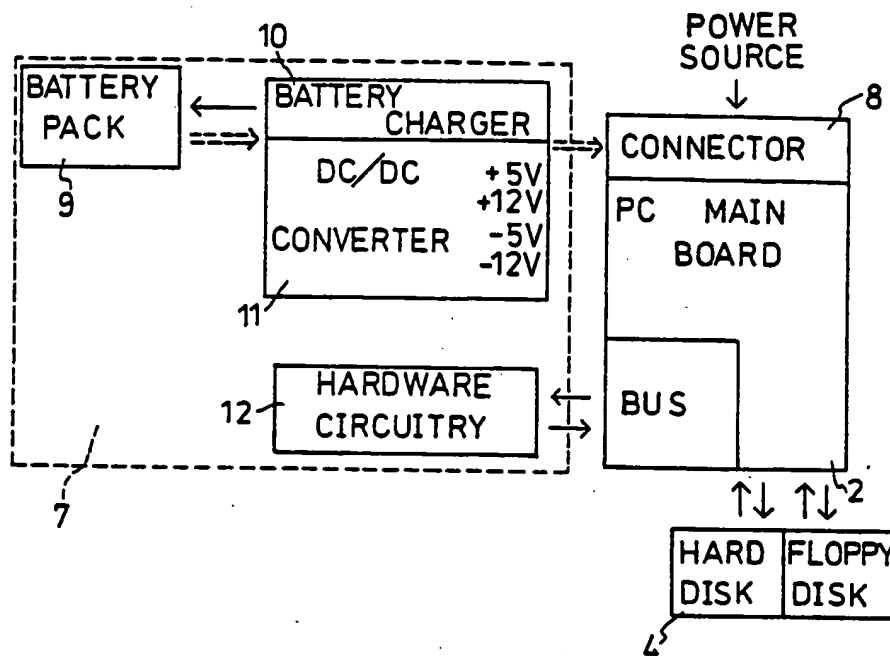 10
POWER
SOURCE
8
BATTERY
PACK
9
BATTERY
CHARGER
DC/DC
CONVERTER
+5V
+12V
-5V
-12V
11
CONNECTOR
PC MAIN
BOARD
BUS
2
HARDWARE
CIRCUITRY
12
7
HARD
DISK
FLOPPY
DISK
4